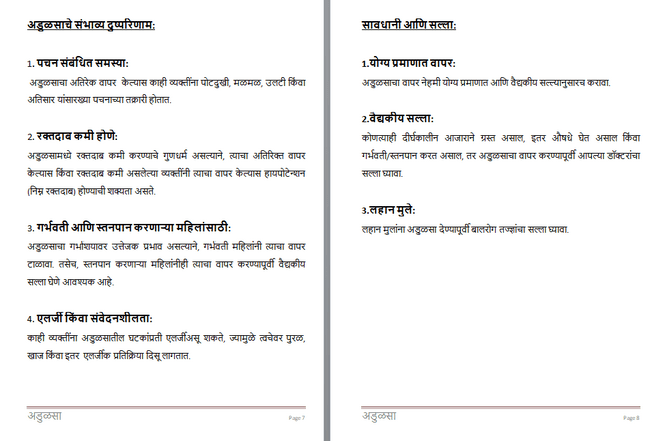 अडुळसाचे संभाव्य दुष्परिणाम:
1. पचन संबंधित समस्या:
अडुळसाचा अतिरेक वापर केल्यास काही व्यक्तींना पोटदुखी, मळमळ, उलटी किंवा
अतिसार यांसारख्या पचनाच्या तक्रारी होतात.
2. रक्तदाब कमी होणे:
अडुळसामध्ये रक्तदाब कमी करण्याचे गुणधर्म असल्याने, त्याचा अतिरिक्त वापर
केल्यास किंवा रक्तदाब कमी असलेल्या व्यक्तींनी त्याचा वापर केल्यास हायपोटेन्शन
(निम्न रक्तदाब) होण्याची शक्यता असते.
3. गर्भवती आणि स्तनपान करणाऱ्या महिलांसाठी:
अडुळसाचा गर्भाशयावर उत्तेजक प्रभाव असल्याने, गर्भवती महिलांनी त्याचा वापर
टाळावा. तसेच, स्तनपान करणाऱ्या महिलांनीही त्याचा वापर करण्यापूर्वी वैद्यकीय
सल्ला घेणे आवश्यक आहे.
4. एलर्जी किंवा संवेदनशीलता:
काही व्यक्तींना अडुळसातील घटकांप्रती एलर्जीअसू शकते, ज्यामुळे त्वचेवर पुरळ,
खाज किंवा इतर एलर्जीक प्रतिक्रिया दिसू लागतात.
अडुळसा
Page 7
सावधानी आणि सल्ला:
1.योग्य प्रमाणात वापर:
अडुळसाचा वापर नेहमी योग्य प्रमाणात आणि वैद्यकीय सल्ल्यानुसारच करावा.
2.वैद्यकीय सल्ला:
कोणत्याही दीर्घकालीन आजाराने ग्रस्त असाल, इतर औषधे घेत असाल किंवा
गर्भवती/स्तनपान करत असाल, तर अडुळसाचा वापर करण्यापूर्वी आपल्या डॉक्टरांचा
सल्ला घ्यावा.
3.लहान मुले:
लहान मुलांना अडुळसा देण्यापूर्वी बालरोग तज्ज्ञांचा सल्ला घ्यावा.
अडुळसा
Page 8